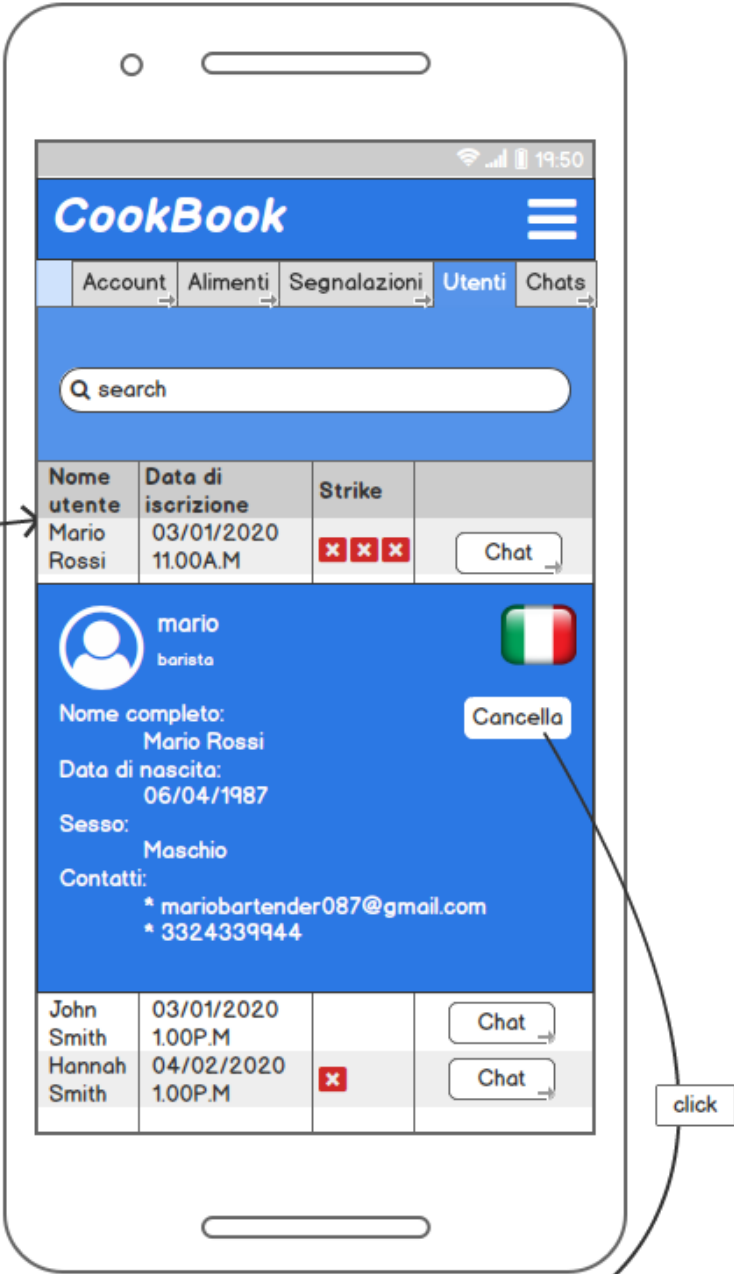 19:50
CookBook
Account Alimenti Segnalazioni Utenti Chats
search
Nome utente Data di iscrizione Strike
Mario Rossi 03/01/2020 11.00A.M Chat
mario
barista
Nome completo: Cancella
Mario Rossi
Data di nascita:
06/04/1987
Sesso:
Maschio
Contatti:
* mariobartender087@gmail.com
* 3324339944
John Smith 03/01/2020 1.00P.M Chat
Hannah Smith 04/02/2020 1.00P.M Chat
click